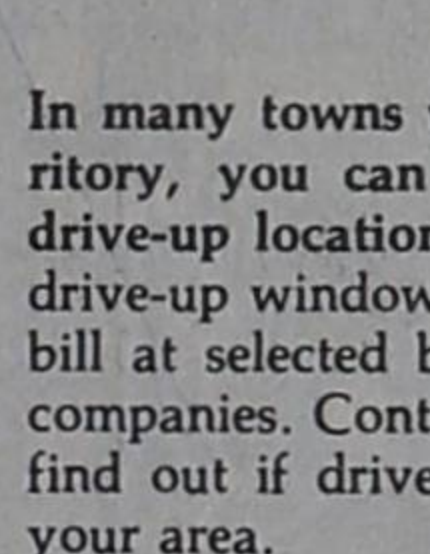 In many towns
ritory, you can
drive-up location
drive-up window
bill at selected b
companies. Cont
find out if drive
your area.